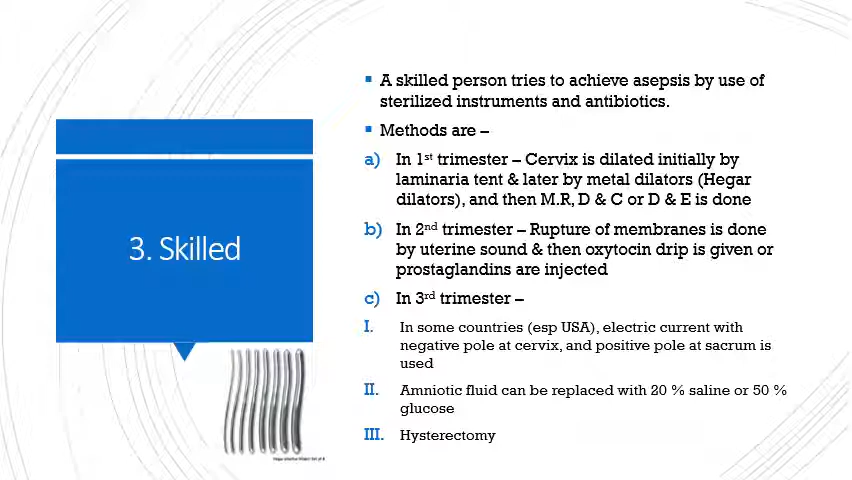 3. Skilled
A skilled person tries to achieve asepsis by use of
sterilized instruments and antibiotics.
Methods are –
a) In 1st trimester – Cervix is dilated initially by
laminaria tent & later by metal dilators (Hegar
dilators), and then M.R, D & C or D & E is done
b) In 2nd trimester – Rupture of membranes is done
by uterine sound & then oxytocin drip is given or
prostaglandins are injected
c) In 3rd trimester –
I. In some countries (esp USA), electric current with
negative pole at cervix, and positive pole at sacrum is
used
II. Amniotic fluid can be replaced with 20 % saline or 50 %
glucose
III. Hysterectomy